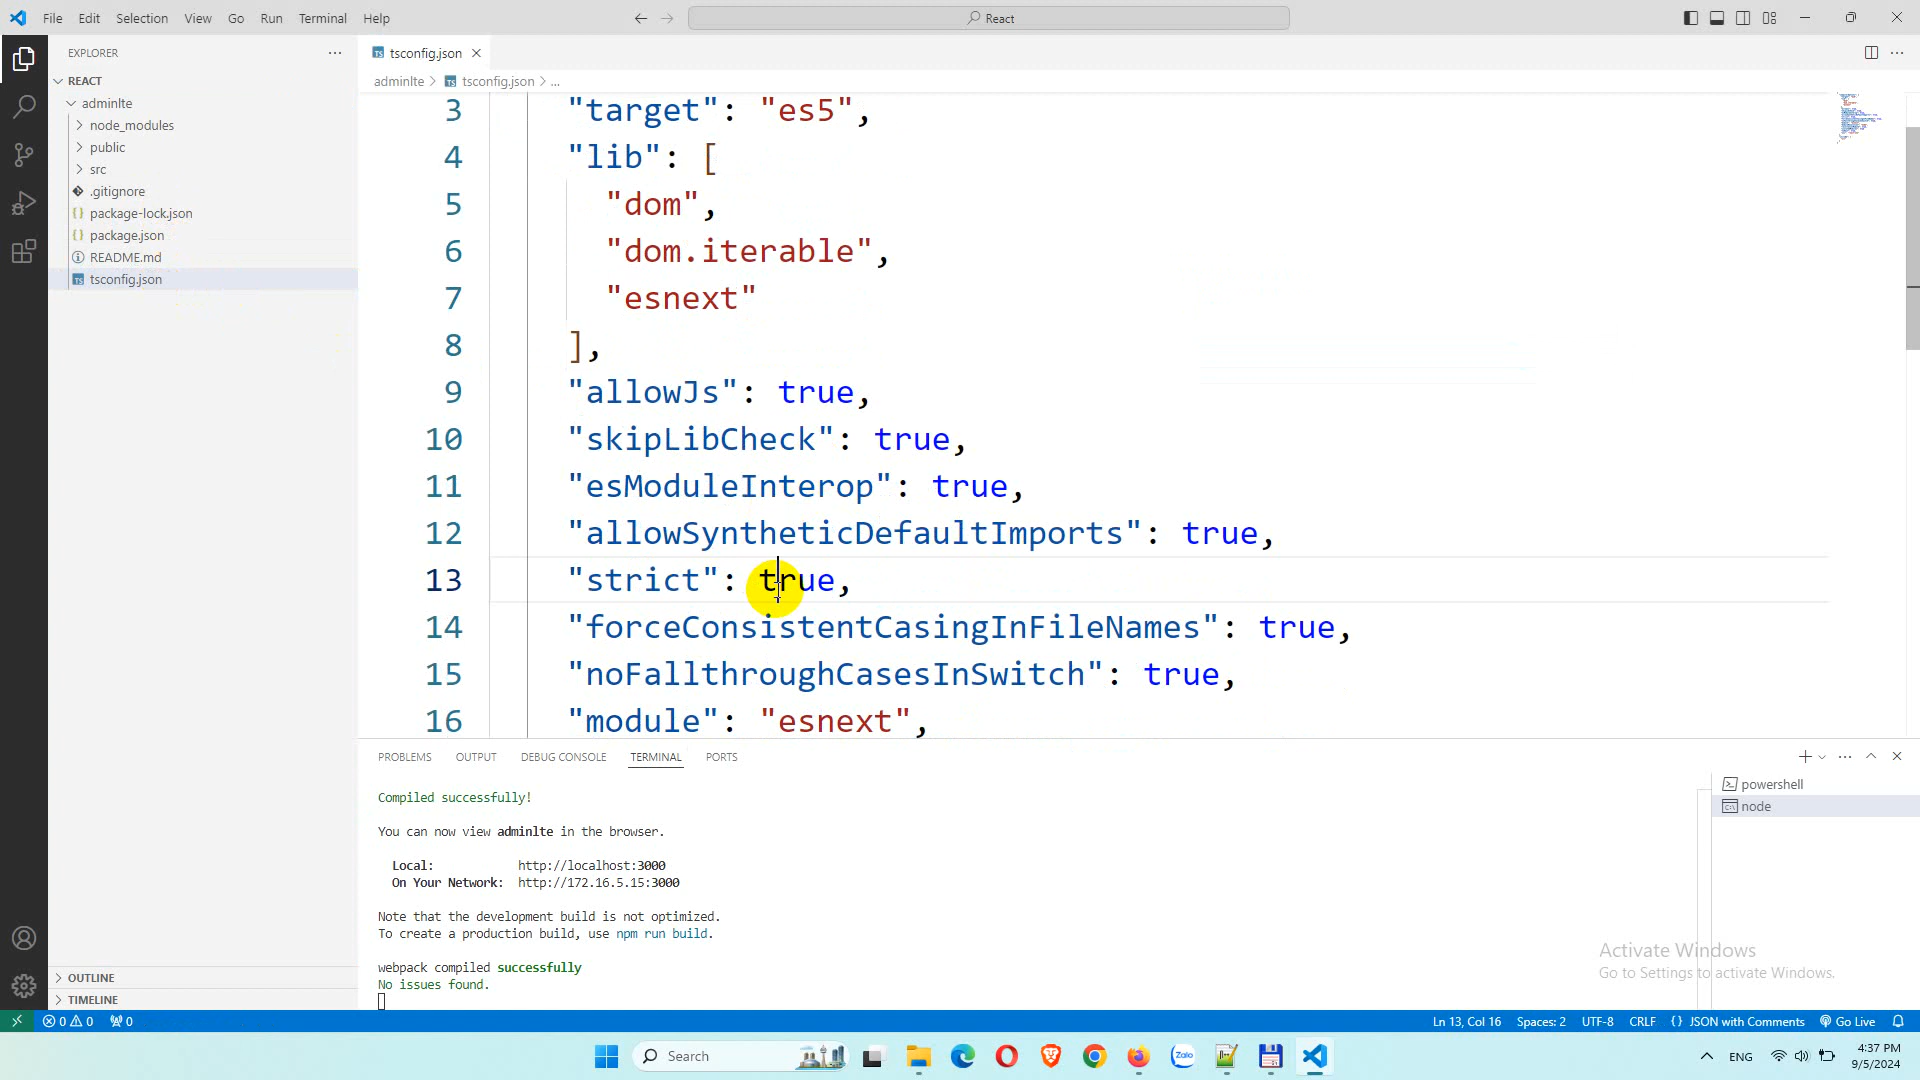 File Edit Selection View Go Run Terminal Help
React
EXPLORER
REACT
adminlte
node_modules
public
src
.gitignore
package-lock.json
package.json
README.md
tsconfig.json
OUTLINE
TIMELINE
tsconfig.json
adminlte > tsconfig.json > ...
3 "target": "es5",
4 "lib": [
5 "dom",
6 "dom.iterable",
7 "esnext"
8 ],
9 "allowJs": true,
10 "skipLibCheck": true,
11 "esModuleInterop": true,
12 "allowSyntheticDefaultImports": true,
13 "strict": true,
14 "forceConsistentCasingInFileNames": true,
15 "noFallthroughCasesInSwitch": true,
16 "module": "esnext",
PROBLEMS OUTPUT DEBUG CONSOLE TERMINAL PORTS
powershell
node
Compiled successfully!
You can now view adminlte in the browser.
Local: http://localhost:3000
On Your Network: http://172.16.5.15:3000
Note that the development build is not optimized.
To create a production build, use npm run build.
webpack compiled successfully
No issues found.
Activate Windows
Go to Settings to activate Windows.
0 0 0
Ln 13, Col 16 Spaces: 2 UTF-8 CRLF {} JSON with Comments Go Live
Search
Zalo
ENG
4:37 PM
9/5/2024